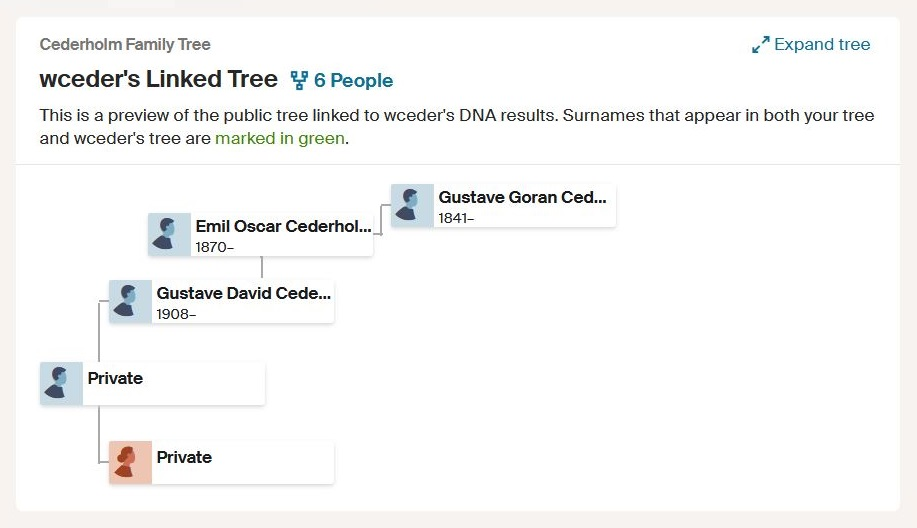 Cederholm Family Tree
Expand tree
wceder's Linked Tree 6 People
This is a preview of the public tree linked to wceder's DNA results. Surnames that appear in both your tree
and wceder's tree are marked in green.
Gustave Goran Ced...
1841–
Emil Oscar Cederhol...
1870–
Gustave David Cede...
1908–
Private
Private